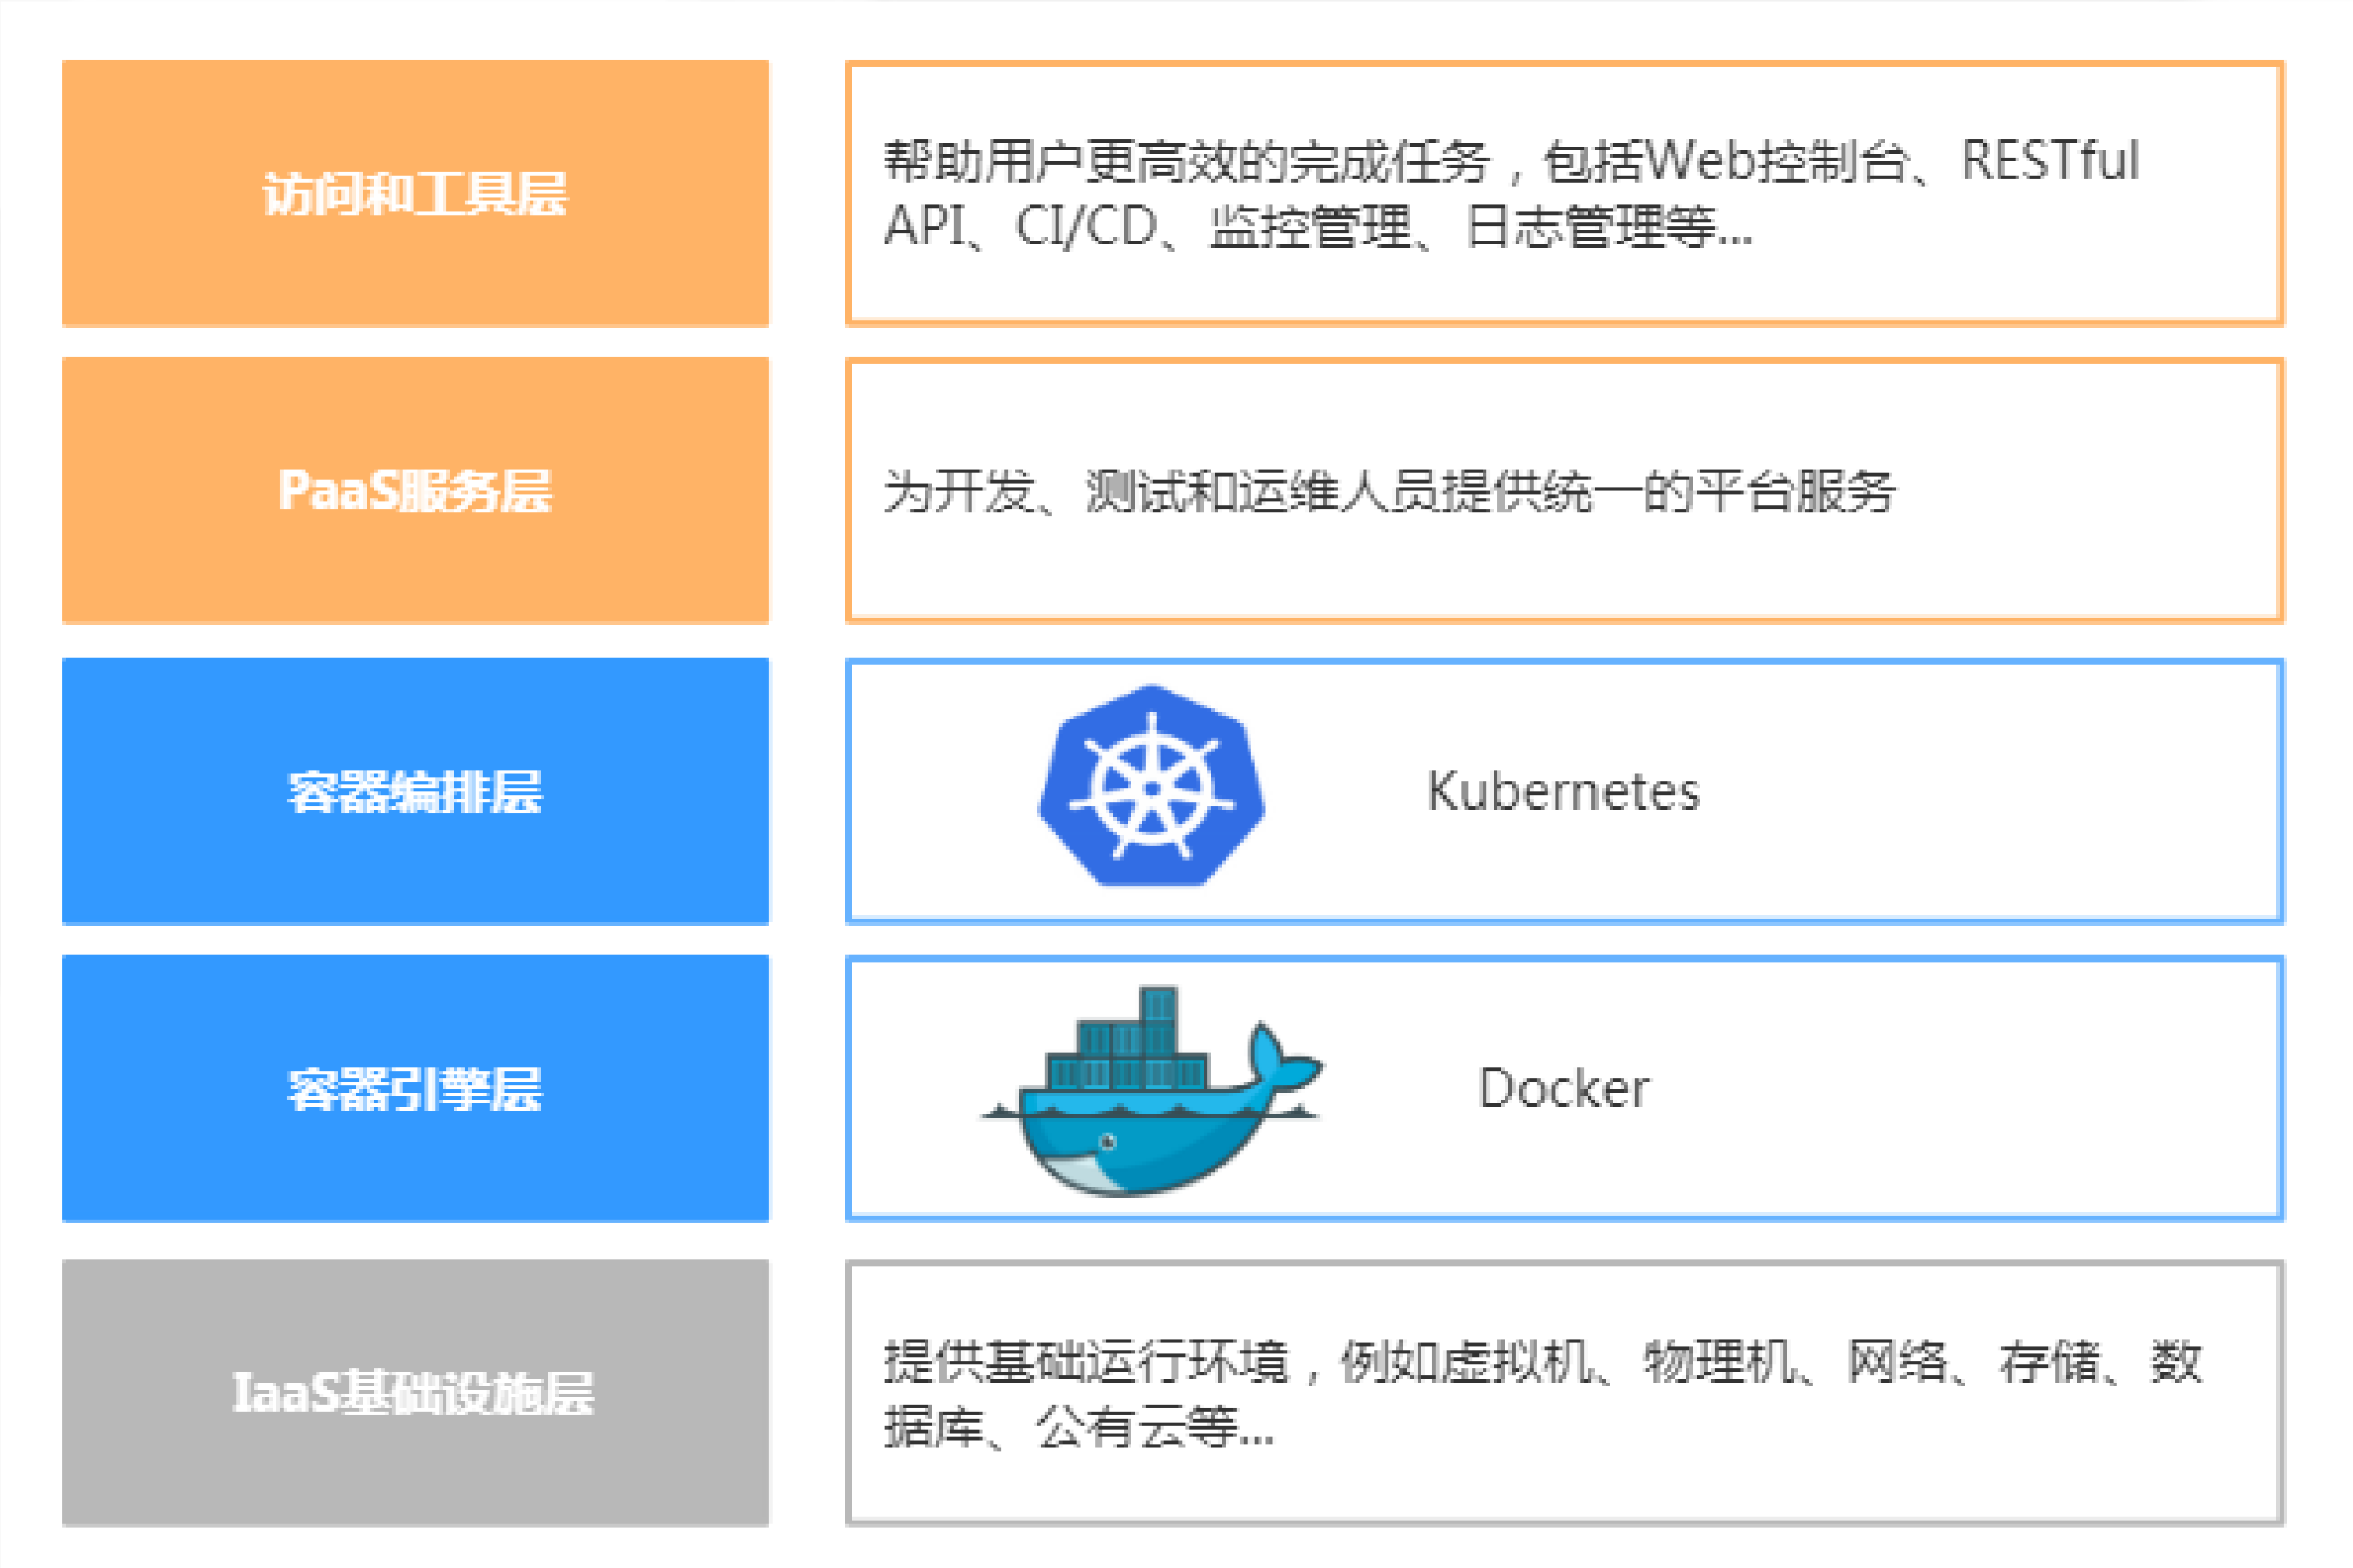 访问和工具层
帮助用户更高效的完成任务，包括Web控制台、RESTful
API、CI/CD、监控管理、日志管理等...
PaaS服务层
为开发、测试和运维人员提供统一的平台服务
容器编排层
Kubernetes
容器引擎层
Docker
IaaS基础设施层
提供基础运行环境，例如虚拟机、物理机、网络、存储、数
据库、公有云等...